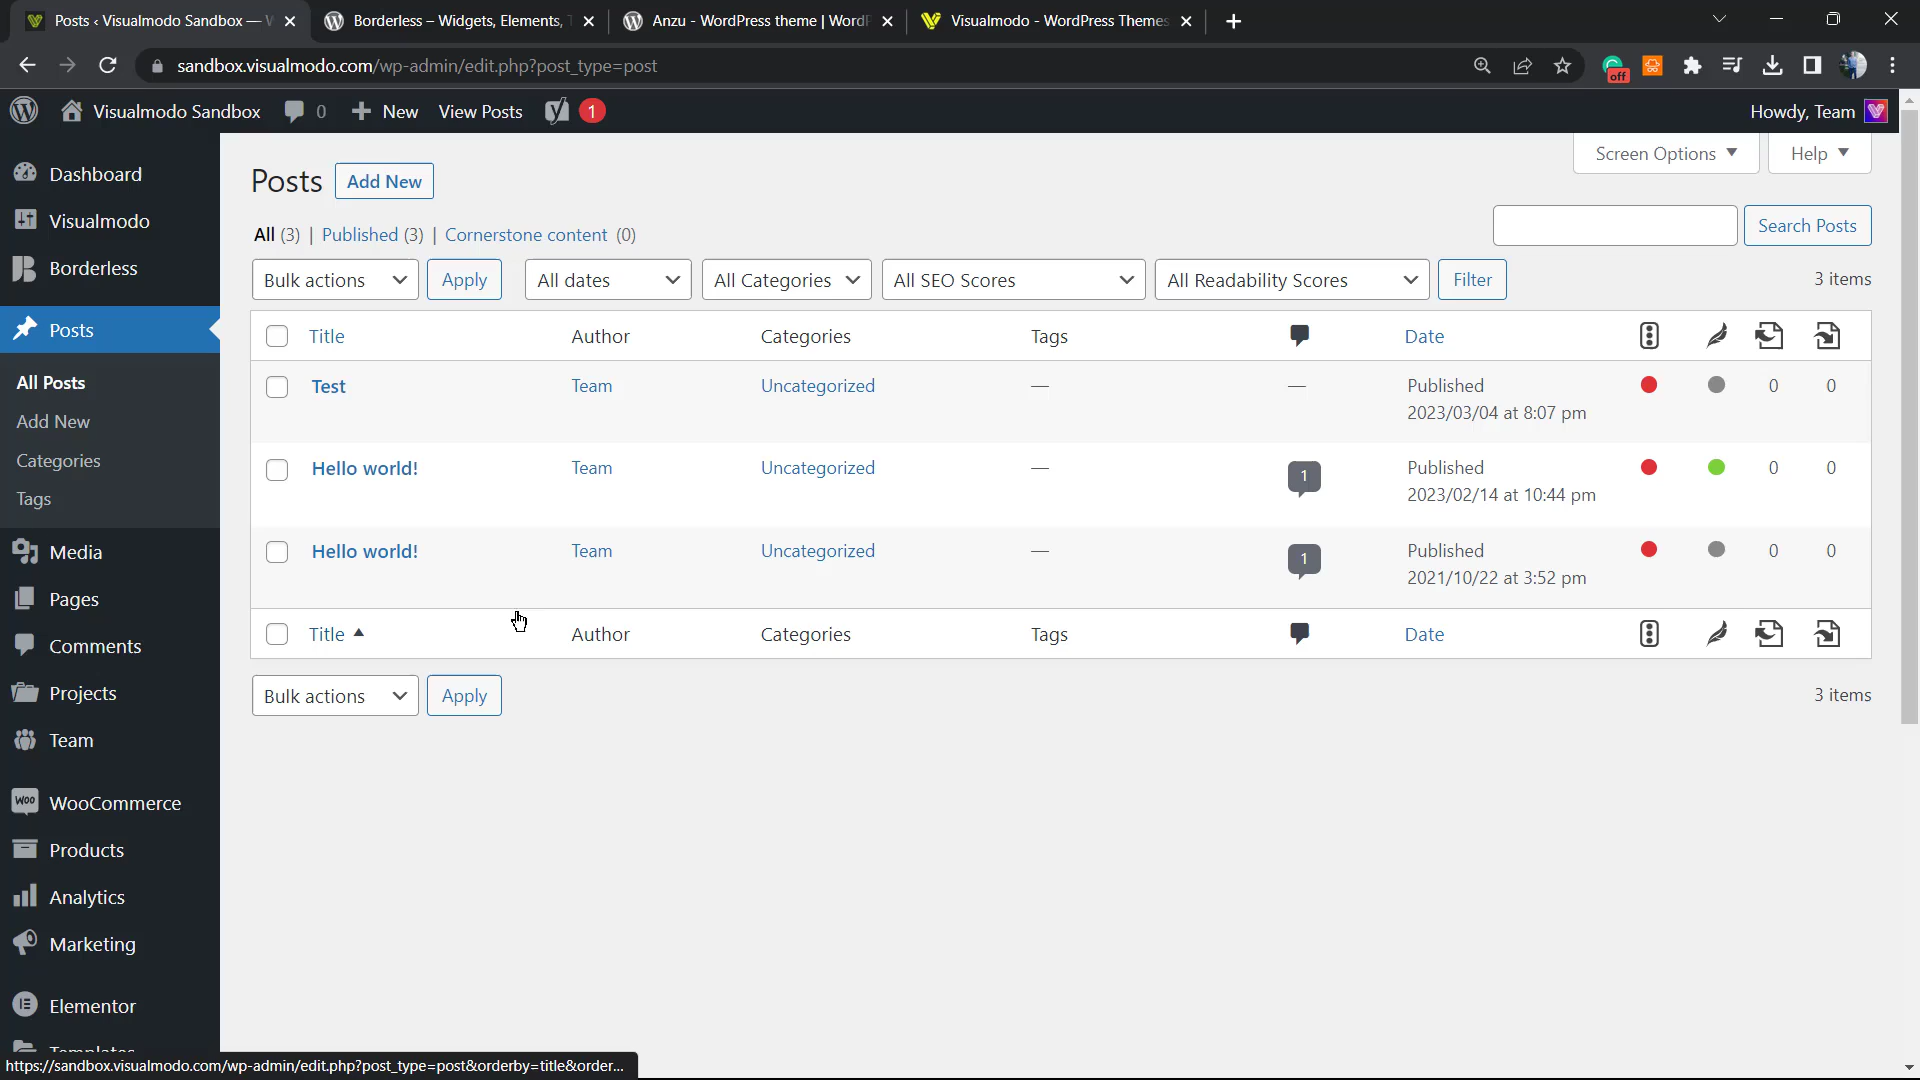 Posts ‹ Visualmodo Sandbox —
Borderless – Widgets, Elements,
Anzu - WordPress theme | WordP
Visualmodo - WordPress Themes
sandbox.visualmodo.com/wp-admin/edit.php?post_type=post
off
Visualmodo Sandbox
0
New
View Posts
1
Howdy, Team
Dashboard
Visualmodo
Borderless
Posts
All Posts
Add New
Categories
Tags
Media
Pages
Comments
Projects
Team
WooCommerce
Products
Analytics
Marketing
Elementor
Templates
Screen Options
Help
Posts
Add New
All (3) | Published (3) | Cornerstone content (0)
Search Posts
Bulk actions
Apply
All dates
All Categories
All SEO Scores
All Readability Scores
Filter
3 items
Title Author Categories Tags Date
Test Team Uncategorized — — Published 0 0
2023/03/04 at 8:07 pm
Hello world! Team Uncategorized — 1 Published 0 0
2023/02/14 at 10:44 pm
Hello world! Team Uncategorized — 1 Published 0 0
2021/10/22 at 3:52 pm
Title Author Categories Tags Date
Bulk actions
Apply
3 items
https://sandbox.visualmodo.com/wp-admin/edit.php?post_type=post&orderby=title&order...